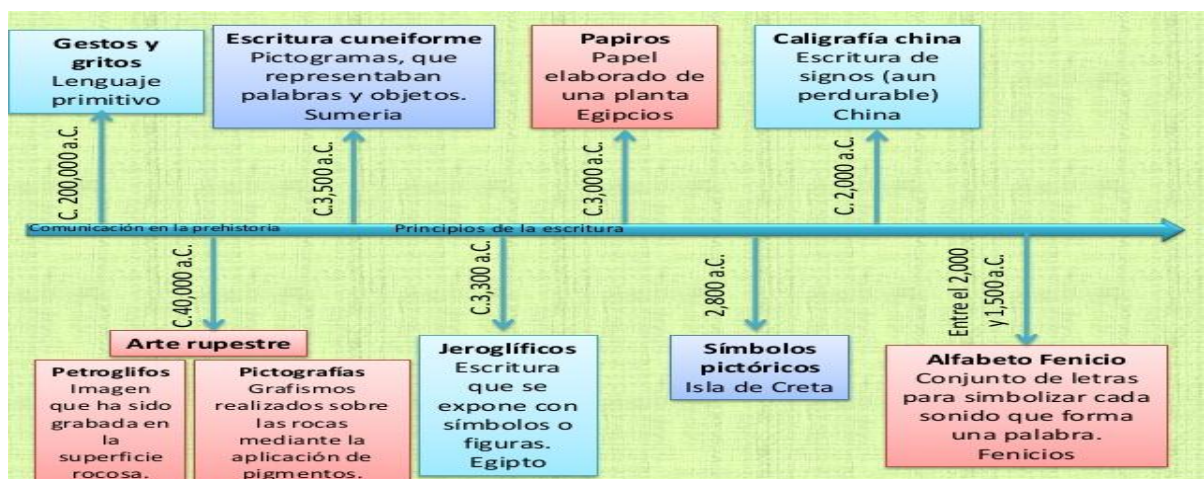 Gestos y
gritos
Lenguaje
primitivo
Escritura cuneiforme
Pictogramas, que
representaban
palabras y objetos.
Sumeria
Papiros
Papel
elaborado de
una planta
Egipcios
Caligrafía china
Escritura de
signos (aun
perdurable)
China
C. 200,000 a.C.
C.3,500 a.C.
C.3,000 a.C.
C. 2,000 a.C.
Comunicación en la prehistoria
Principios de la escritura
C.40,000 a.C.
C.3,300 a.C.
2,800 a.C.
Entre el 2,000
y 1,500 a.C.
Arte rupestre
Petroglifos
Imagen
que ha sido
grabada en
la
superficie
rocosa.
Pictografías
Grafismos
realizados sobre
las rocas
mediante la
aplicación de
pigmentos.
Jeroglíficos
Escritura
que se
expone con
símbolos o
figuras.
Egipto
Símbolos
pictóricos
Isla de Creta
Alfabeto Fenicio
Conjunto de letras
para simbolizar cada
sonido que forma
una palabra.
Fenicios